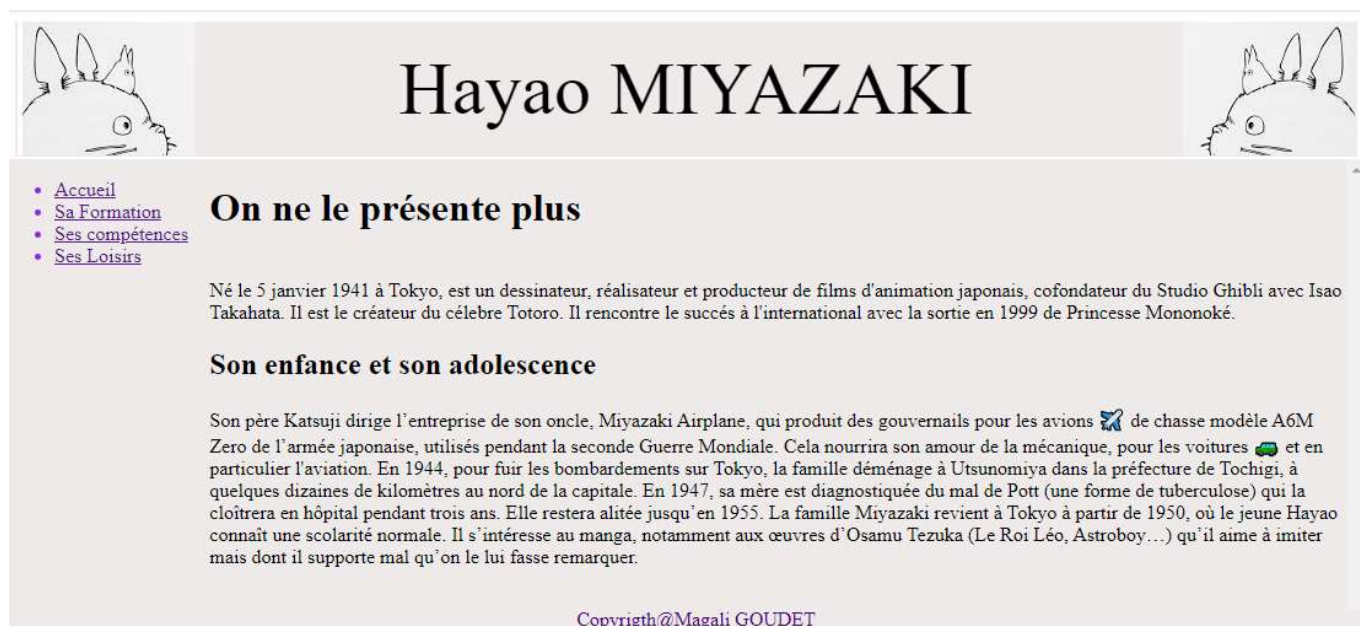 Hayao MIYAZAKI
Accueil
Sa Formation
Ses compétences
Ses Loisirs
On ne le présente plus
Né le 5 janvier 1941 à Tokyo, est un dessinateur, réalisateur et producteur de films d'animation japonais, cofondateur du Studio Ghibli avec Isao
Takahata. Il est le créateur du célebre Totoro. Il rencontre le succés à l'international avec la sortie en 1999 de Princesse Mononoké.
Son enfance et son adolescence
Son père Katsuji dirige l’entreprise de son oncle, Miyazaki Airplane, qui produit des gouvernails pour les avions de chasse modèle A6M
Zero de l’armée japonaise, utilisés pendant la seconde Guerre Mondiale. Cela nourrira son amour de la mécanique, pour les voitures et en
particulier l'aviation. En 1944, pour fuir les bombardements sur Tokyo, la famille déménage à Utsunomiya dans la préfecture de Tochigi, à
quelques dizaines de kilomètres au nord de la capitale. En 1947, sa mère est diagnostiquée du mal de Pott (une forme de tuberculose) qui la
cloîtrera en hôpital pendant trois ans. Elle restera alitée jusqu’en 1955. La famille Miyazaki revient à Tokyo à partir de 1950, où le jeune Hayao
connaît une scolarité normale. Il s’intéresse au manga, notamment aux œuvres d’Osamu Tezuka (Le Roi Léo, Astroboy…) qu’il aime à imiter
mais dont il supporte mal qu’on le lui fasse remarquer.
Copyrigth@Magali GOUDET